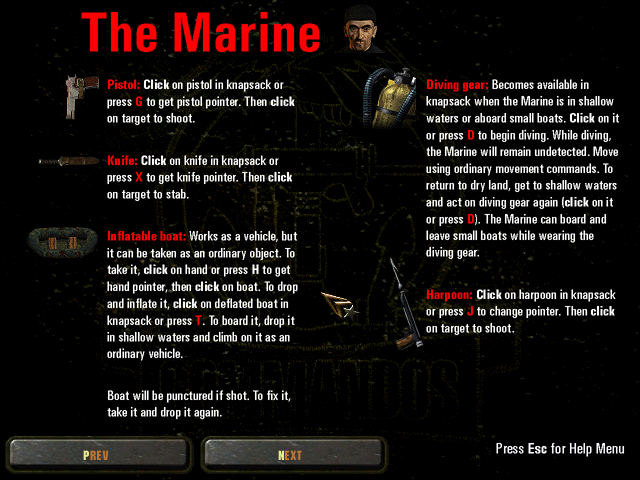 The Marine
Pistol: Click on pistol in knapsack or
press G to get pistol pointer. Then click
on target to shoot.
Knife: Click on knife in knapsack or
press X to get knife pointer. Then click
on target to stab.
Inflatable boat: Works as a vehicle, but
it can be taken as an ordinary object. To
take it, click on hand or press H to get
hand pointer, then click on boat. To drop
and inflate it, click on deflated boat in
knapsack or press T. To board it, drop it
in shallow waters and climb on it as an
ordinary vehicle.
Boat will be punctured if shot. To fix it,
take it and drop it again.
Diving gear: Becomes available in
knapsack when the Marine is in shallow
waters or aboard small boats. Click on it
or press D to begin diving. While diving,
the Marine will remain undetected. Move
using ordinary movement commands. To
return to dry land, get to shallow waters
and act on diving gear again (click on it
or press D). The Marine can board and
leave small boats while wearing the
diving gear.
Harpoon: Click on harpoon in knapsack
or press J to change pointer. Then click
on target to shoot.
COMMANDOS
PREV
NEXT
Press Esc for Help Menu